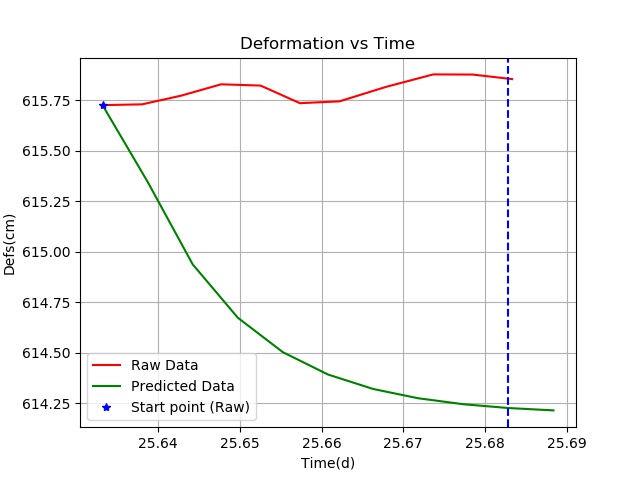 Deformation vs Time
Defs(cm)
615.75
615.50
615.25
615.00
614.75
614.50
614.25
Raw Data
Predicted Data
Start point (Raw)
25.64 25.65 25.66 25.67 25.68 25.69
Time(d)